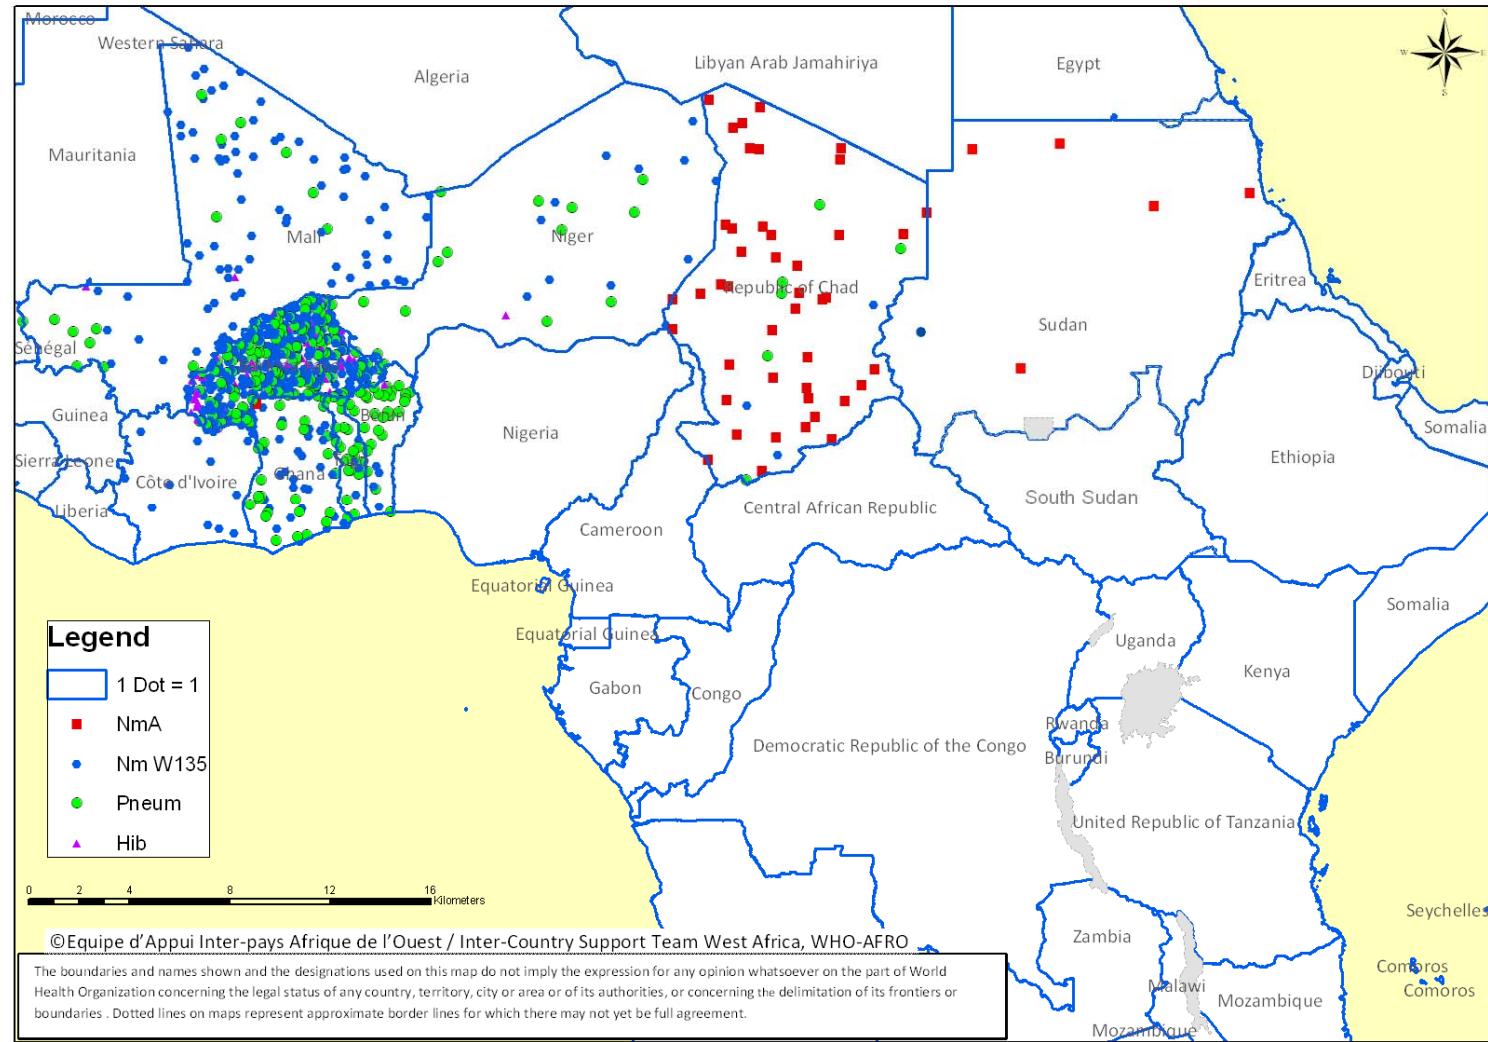 Morocco
Western Sahara
Algeria
Libyan Arab Jamahiriya
Egypt
N
W
E
S
Mauritania
Mali
Niger
Republic of Chad
Sudan
Eritrea
Sénégal
Djibouti
Guinea
Benin
Nigeria
Somalia
Sierra Leone
Côte d'Ivoire
Ghana
Ethiopia
Liberia
Cameroon
Central African Republic
South Sudan
Equatorial Guinea
Equatorial Guinea
Somalia
Uganda
Kenya
Gabon
Congo
Rwanda
Democratic Republic of the Congo
Burundi
United Republic of Tanzania
Seychelles
Zambia
Comoros
Comoros
Malawi
Mozambique
Mozambique
Legend
1 Dot = 1
NmA
Nm W135
Pneum
Hib
0 2 4 8 12 16
Kilometers
©Equipe d'Appui Inter-pays Afrique de l'Ouest / Inter-Country Support Team West Africa, WHO-AFRO
The boundaries and names shown and the designations used on this map do not imply the expression for any opinion whatsoever on the part of World
Health Organization concerning the legal status of any country, territory, city or area or of its authorities, or concerning the delimitation of its frontiers or
boundaries . Dotted lines on maps represent approximate border lines for which there may not yet be full agreement.